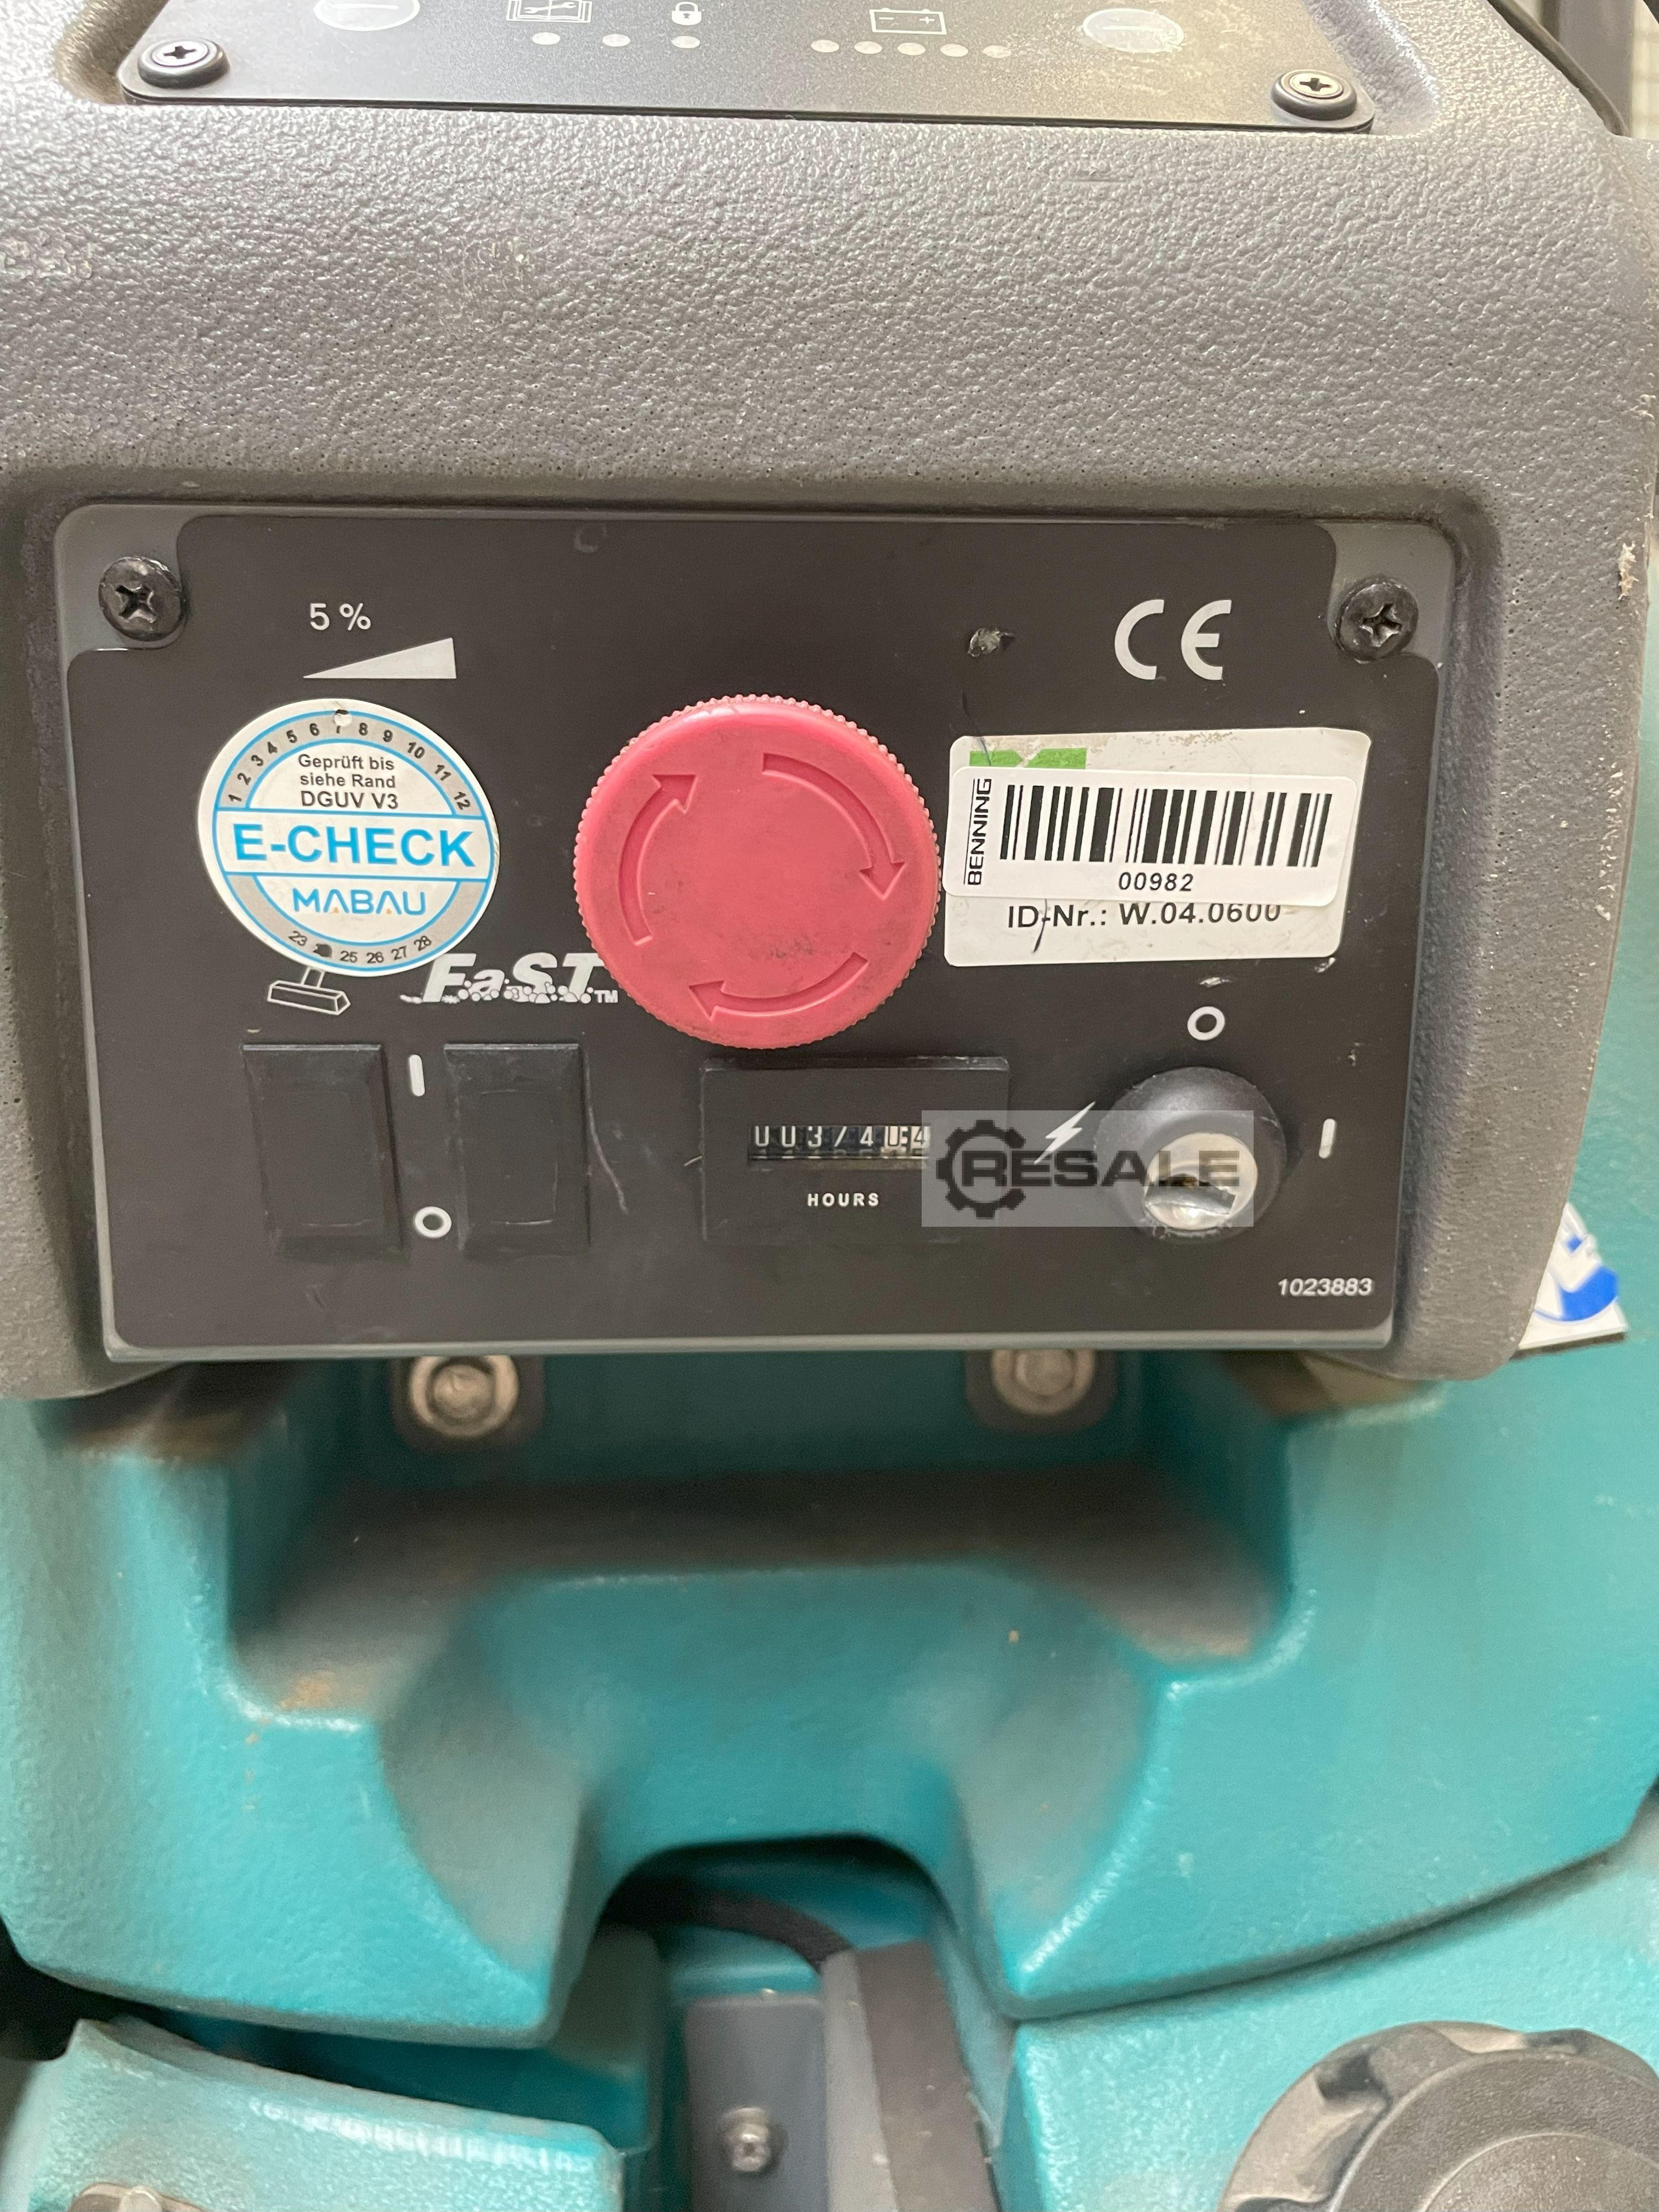 5 %
CE
1 2 3 4 5 6 7 8 9 10 11 12
Geprüft bis
siehe Rand
DGUV V3
E-CHECK
MABAU
23 25 26 27 28
BENNING
00982
ID-Nr.: W.04.0600
FaST™
HOURS
RESALE
1023883